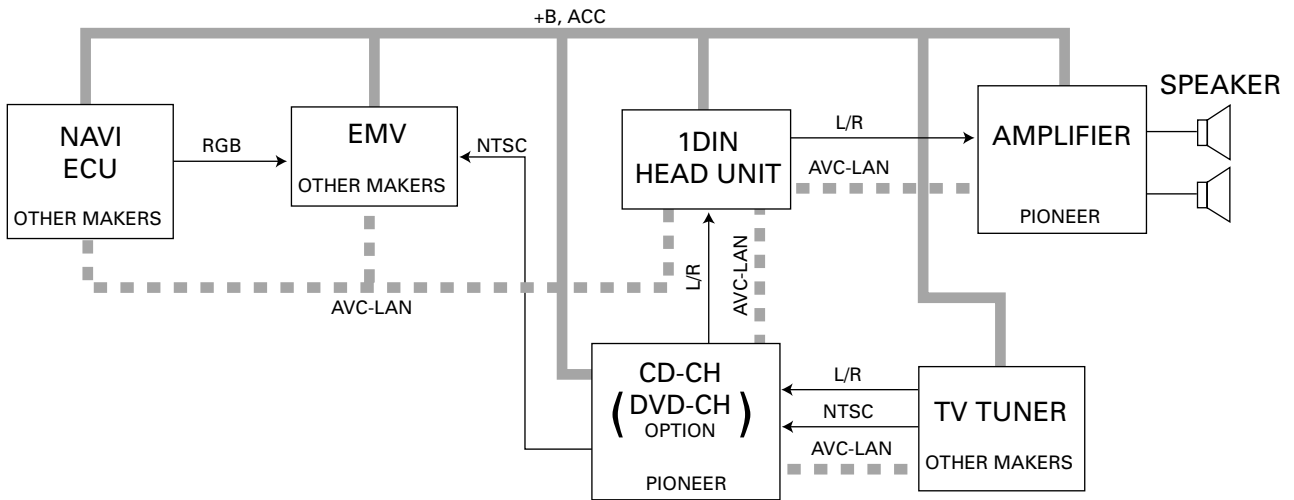 +B, ACC
NAVI
ECU
OTHER MAKERS
RGB
EMV
OTHER MAKERS
NTSC
1DIN
HEAD UNIT
L/R
AVC-LAN
AMPLIFIER
PIONEER
SPEAKER
AVC-LAN
L/R
AVC-LAN
CD-CH
( DVD-CH )
OPTION
PIONEER
L/R
NTSC
AVC-LAN
TV TUNER
OTHER MAKERS